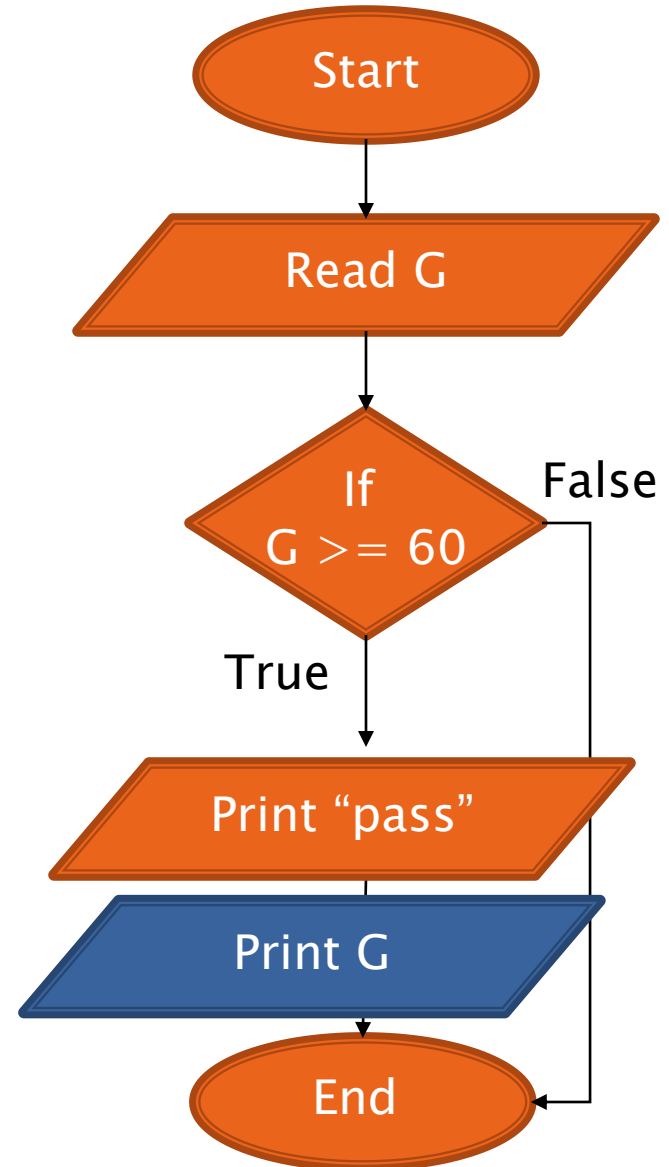 Start
Read G
If
G >= 60
False
True
Print “pass”
Print G
End